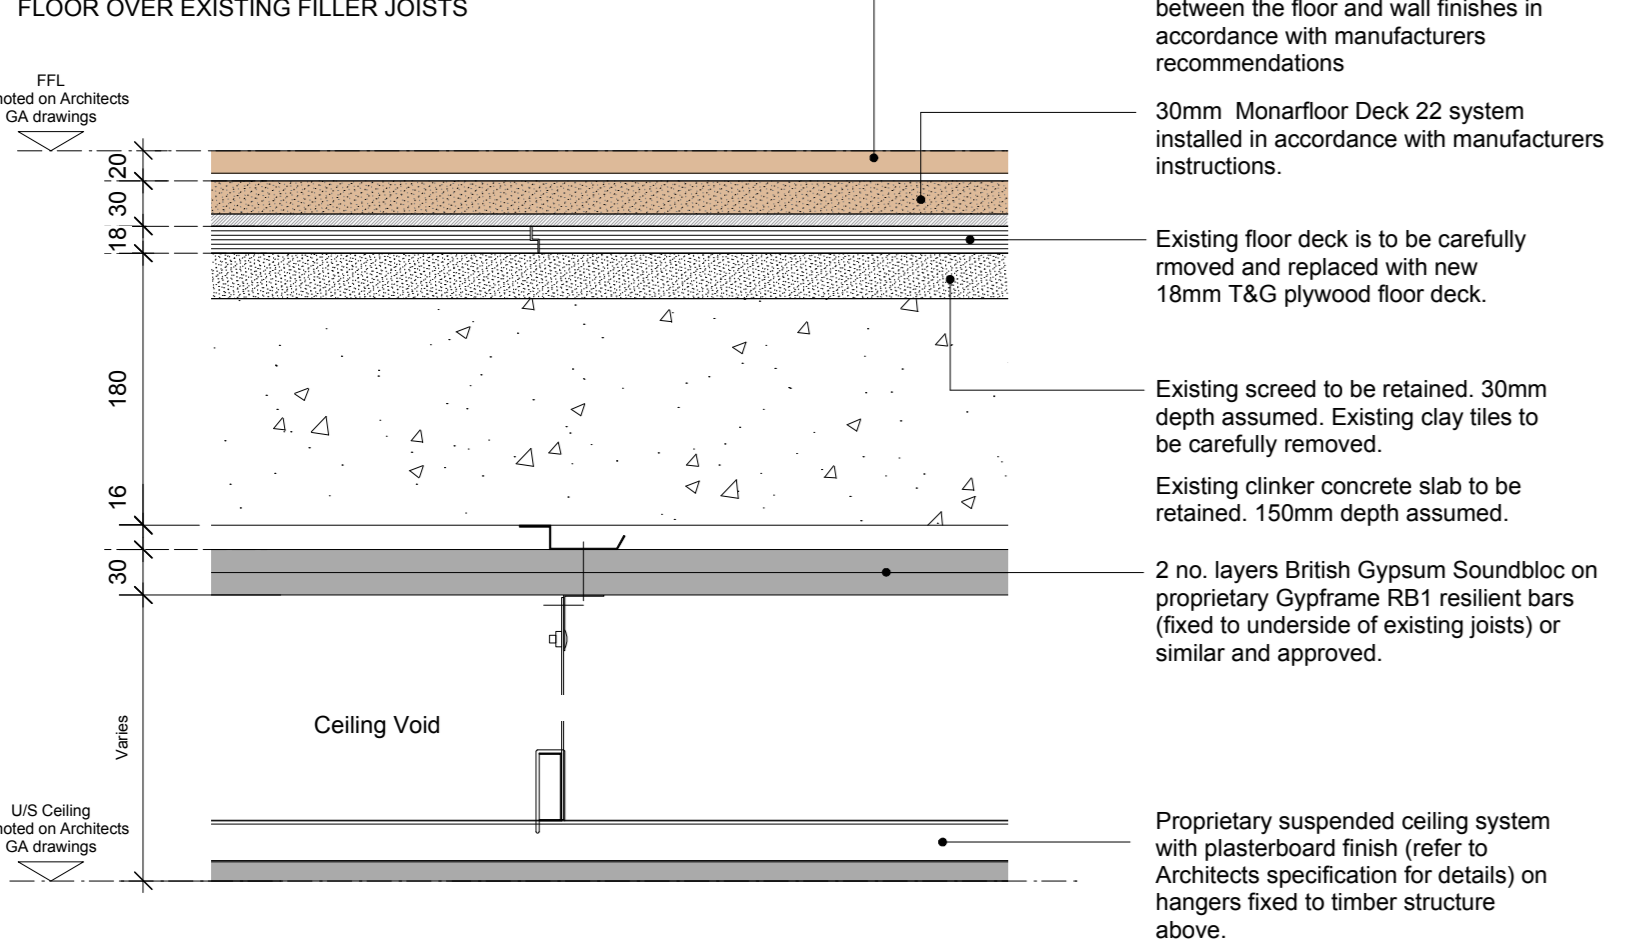 FLOOR OVER EXISTING FILLER JOISTS
between the floor and wall finishes in
accordance with manufacturers
recommendations
FFL
noted on Architects
GA drawings
30mm Monarfloor Deck 22 system
installed in accordance with manufacturers
instructions.
20
30
18
Existing floor deck is to be carefully
rmoved and replaced with new
18mm T&G plywood floor deck.
180
Existing screed to be retained. 30mm
depth assumed. Existing clay tiles to
be carefully removed.
Existing clinker concrete slab to be
retained. 150mm depth assumed.
16
30
2 no. layers British Gypsum Soundbloc on
proprietary Gypframe RB1 resilient bars
(fixed to underside of existing joists) or
similar and approved.
Ceiling Void
Varies
U/S Ceiling
noted on Architects
GA drawings
Proprietary suspended ceiling system
with plasterboard finish (refer to
Architects specification for details) on
hangers fixed to timber structure
above.